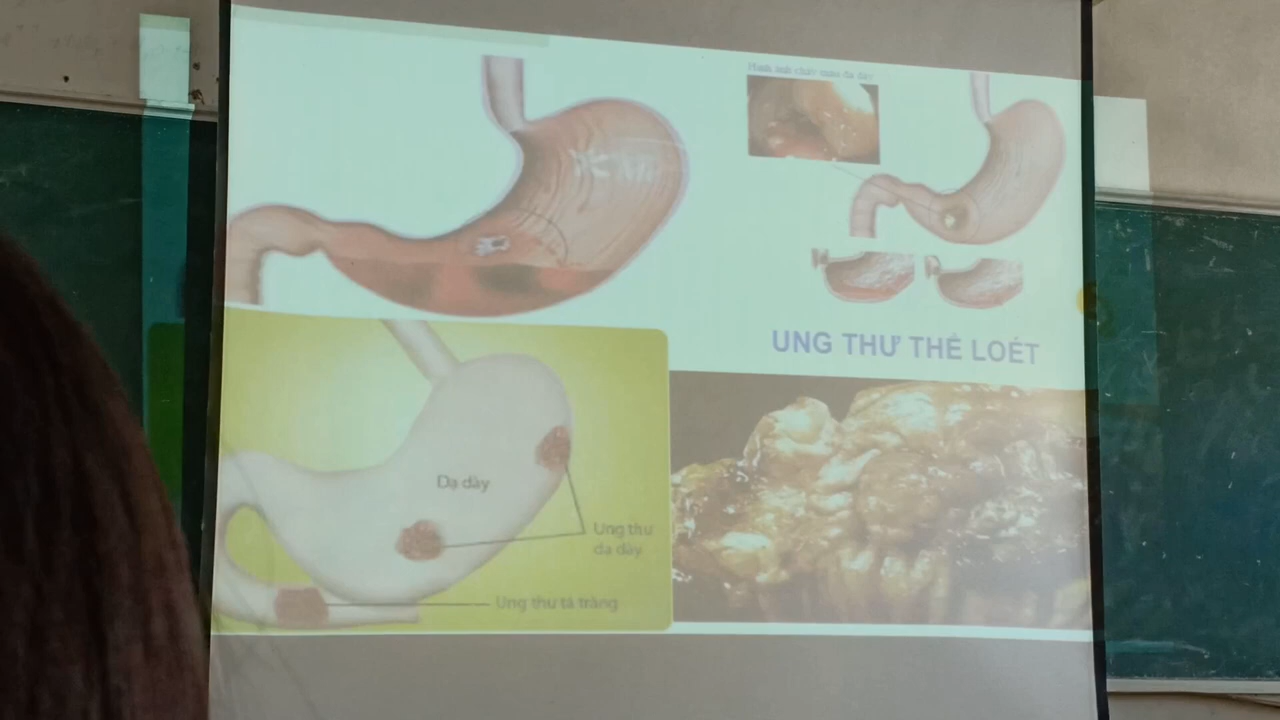 UNG THƯ THỂ LOÉT
Dạ dày
Ung thư
dạ dày
Ung thư tá tràng